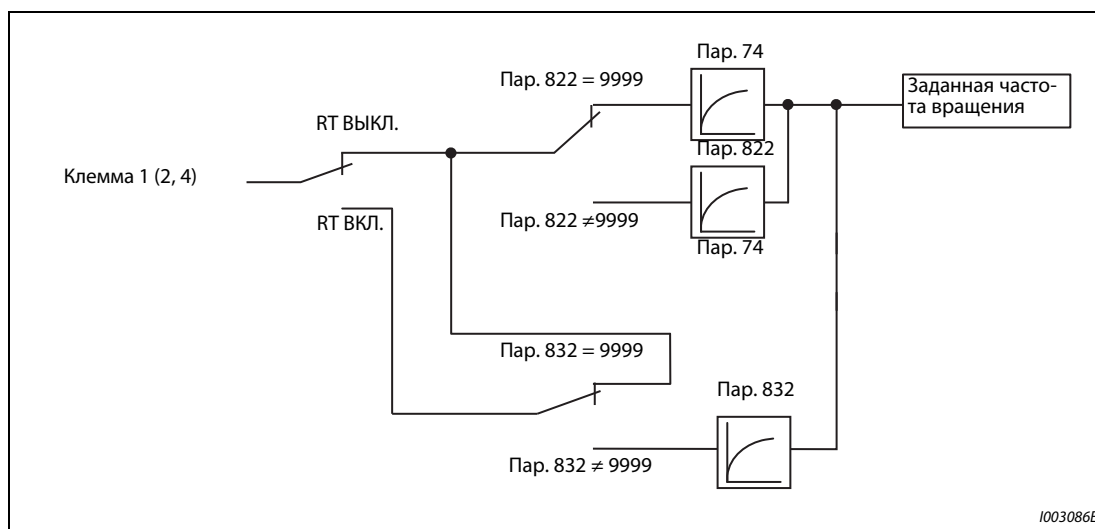 Пар. 74
Пар. 822 = 9999
Заданная часто-
та вращения
RT ВЫКЛ.
Пар. 822
Клемма 1 (2, 4)
RT ВКЛ.
Пар. 822 ≠9999
Пар. 74
Пар. 832 = 9999
Пар. 832
Пар. 832 ≠ 9999
I003086E